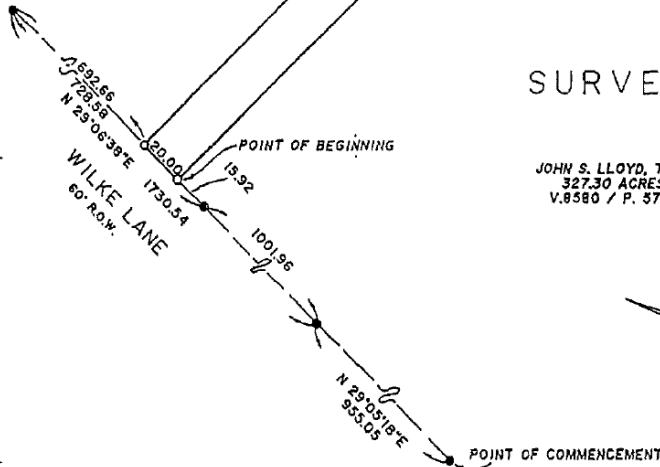 692.66
728.58
N 29°06'38"E
20.00
POINT OF BEGINNING
15.92
WILKE LANE
60' R.O.W.
1730.54
1001.96
N 29°05'18"E
955.05
POINT OF COMMENCEMENT
SURVE
JOHN S. LLOYD, T
327.30 ACRES
V.8580 / P. 57